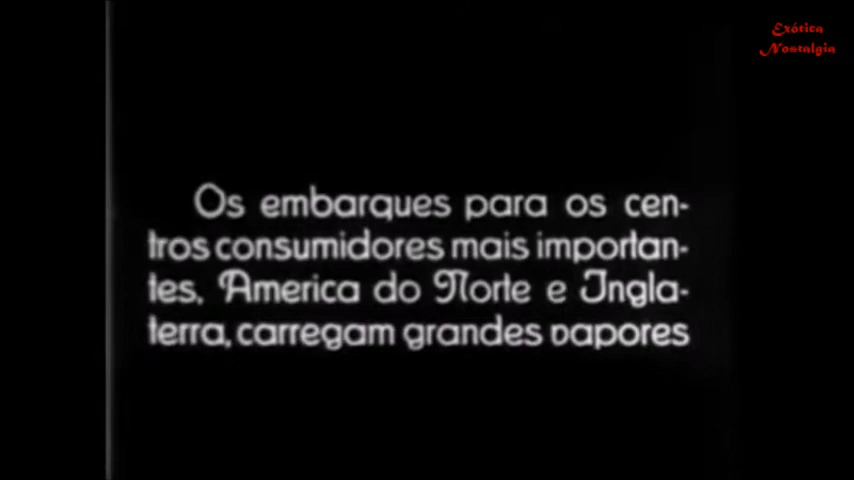 Exótica
Nostalgia
Os embarques para os cen-
tros consumidores mais importan-
tes, America do Norte e Ingla-
terra, carregam grandes vapores